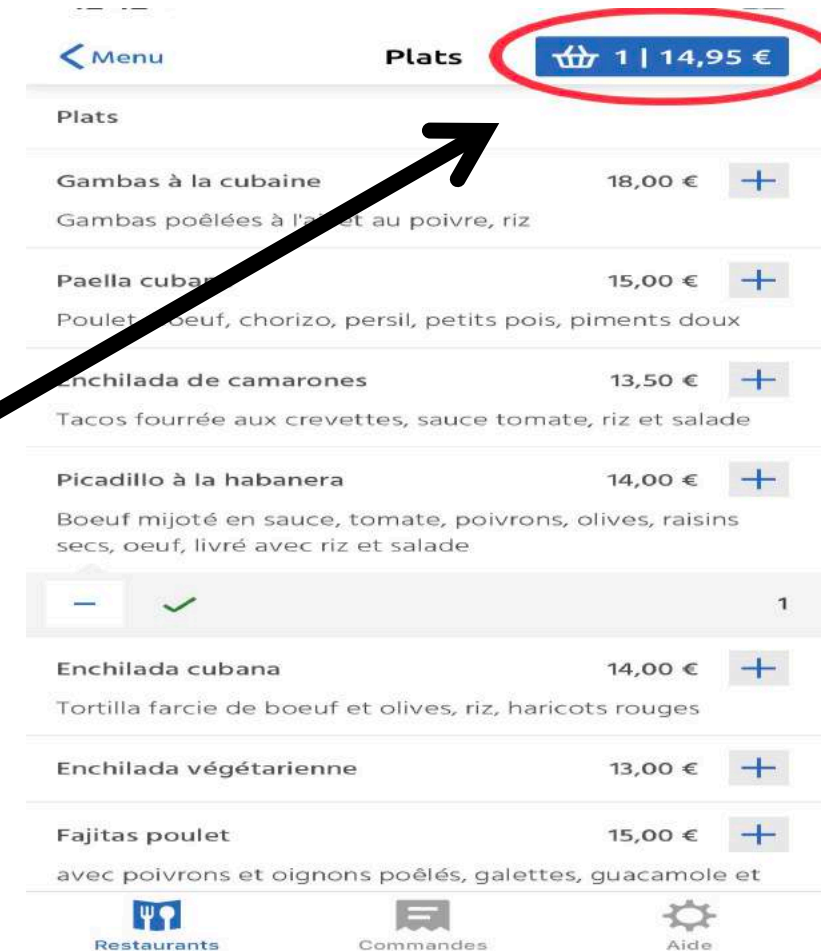 Menu Plats 1 | 14,95 €
Plats
Gambas à la cubaine 18,00 €
Gambas poêlées à l'ail et au poivre, riz
Paella cubana 15,00 €
Poulet, boeuf, chorizo, persil, petits pois, piments doux
Enchilada de camarones 13,50 €
Tacos fourrée aux crevettes, sauce tomate, riz et salade
Picadillo à la habanera 14,00 €
Boeuf mijoté en sauce, tomate, poivrons, olives, raisins
secs, oeuf, livré avec riz et salade
1
Enchilada cubana 14,00 €
Tortilla farcie de boeuf et olives, riz, haricots rouges
Enchilada végétarienne 13,00 €
Fajitas poulet 15,00 €
avec poivrons et oignons poêlés, galettes, guacamole et
Restaurants Commandes Aide